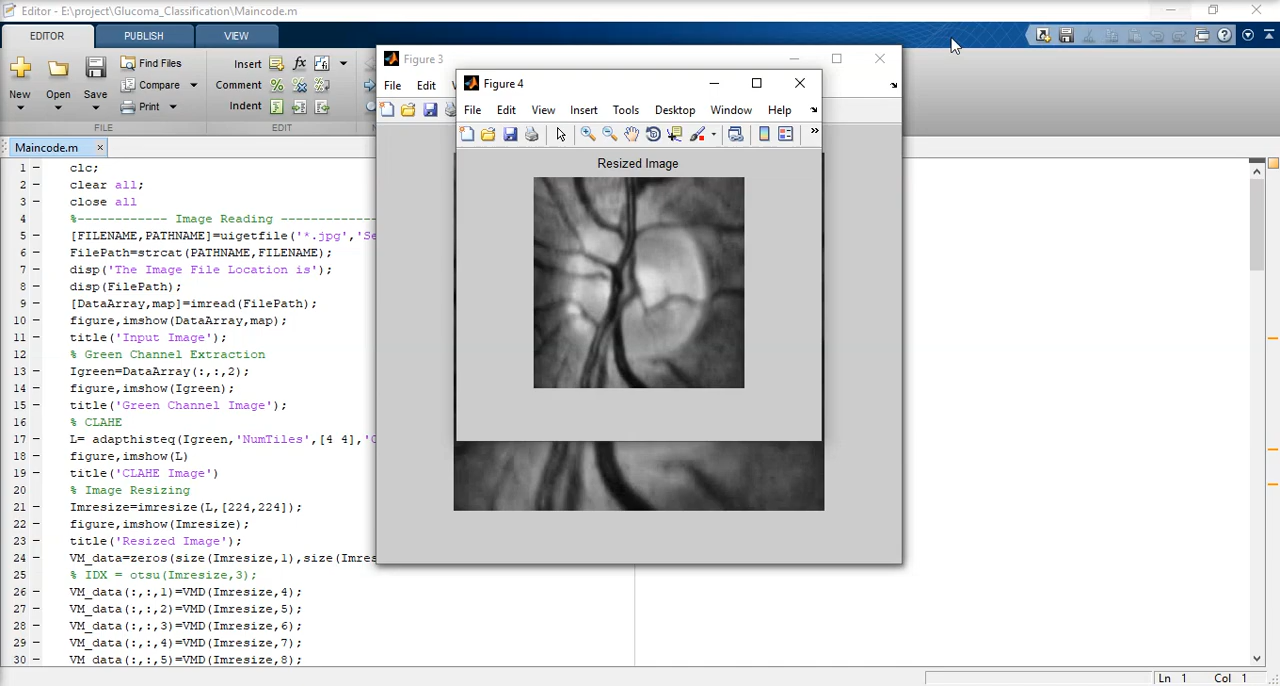 Editor - E:\project\Glucoma_Classification\Maincode.m
EDITOR PUBLISH VIEW
Figure 3
File Edit
Figure 4
File Edit View Insert Tools Desktop Window Help
Resized Image
New Open Save
Find Files
Compare
Print
FILE
Insert
Comment
Indent
EDIT
Maincode.m
1 clc;
2 clear all;
3 close all
4 %------------ Image Reading -------------
5 [FILENAME,PATHNAME]=uigetfile('*.jpg','Se
6 FilePath=strcat(PATHNAME,FILENAME);
7 disp('The Image File Location is');
8 disp(FilePath);
9 [DataArray,map]=imread(FilePath);
10 figure,imshow(DataArray,map);
11 title('Input Image');
12 % Green Channel Extraction
13 Igreen=DataArray(:,:,2);
14 figure,imshow(Igreen);
15 title('Green Channel Image');
16 % CLAHE
17 L= adapthisteq(Igreen,'NumTiles',[4 4],'
18 figure,imshow(L)
19 title('CLAHE Image')
20 % Image Resizing
21 Imresize=imresize(L,[224,224]);
22 figure,imshow(Imresize);
23 title('Resized Image');
24 VM_data=zeros(size(Imresize,1),size(Imres
25 % IDX = otsu(Imresize,3);
26 VM_data(:,:,1)=VMD(Imresize,4);
27 VM_data(:,:,2)=VMD(Imresize,5);
28 VM_data(:,:,3)=VMD(Imresize,6);
29 VM_data(:,:,4)=VMD(Imresize,7);
30 VM_data(:,:,5)=VMD(Imresize,8);
Ln 1 Col 1